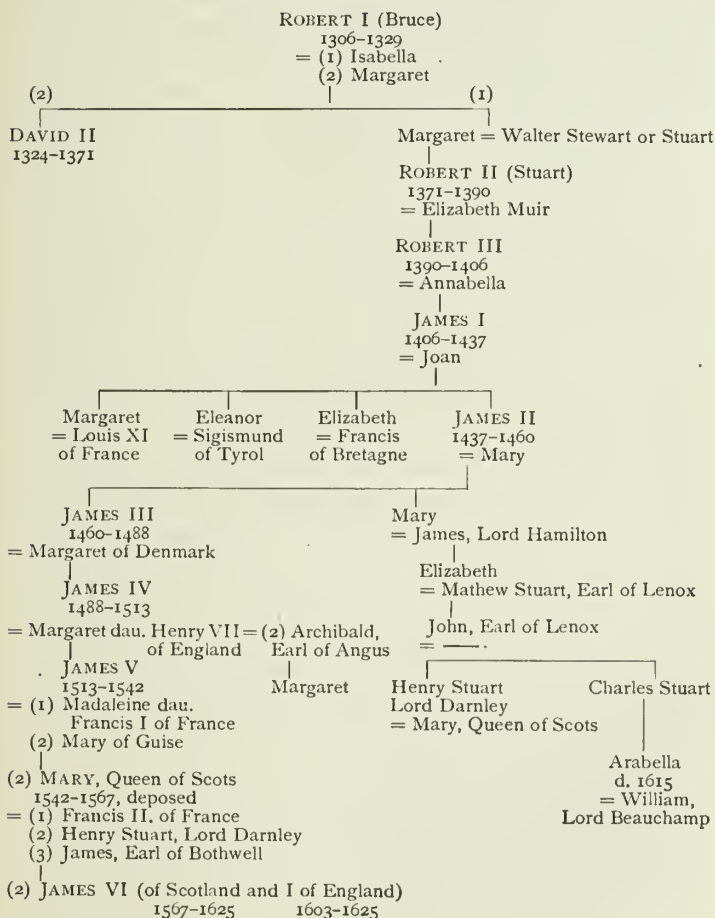 ROBERT I (Bruce)
1306–1329
= (1) Isabella
(2) Margaret
(2) (1)
DAVID II
1324–1371
Margaret = Walter Stewart or Stuart
ROBERT II (Stuart)
1371–1390
= Elizabeth Muir
ROBERT III
1390–1406
= Annabella
JAMES I
1406–1437
= Joan
Margaret Eleanor Elizabeth JAMES II
= Louis XI = Sigismund = Francis 1437–1460
of France of Tyrol of Bretagne = Mary
JAMES III
1460–1488
= Margaret of Denmark
JAMES IV
1488–1513
= Margaret dau. Henry VII = (2) Archibald,
of England Earl of Angus
JAMES V Margaret
1513–1542
= (1) Madaleine dau.
Francis I of France
(2) Mary of Guise
(2) MARY, Queen of Scots
1542–1567, deposed
= (1) Francis II. of France
(2) Henry Stuart, Lord Darnley
(3) James, Earl of Bothwell
(2) JAMES VI (of Scotland and I of England)
1567–1625 1603–1625
Mary
= James, Lord Hamilton
Elizabeth
= Mathew Stuart, Earl of Lenox
John, Earl of Lenox
= —.
Henry Stuart Charles Stuart
Lord Darnley
= Mary, Queen of Scots
Arabella
d. 1615
= William,
Lord Beauchamp